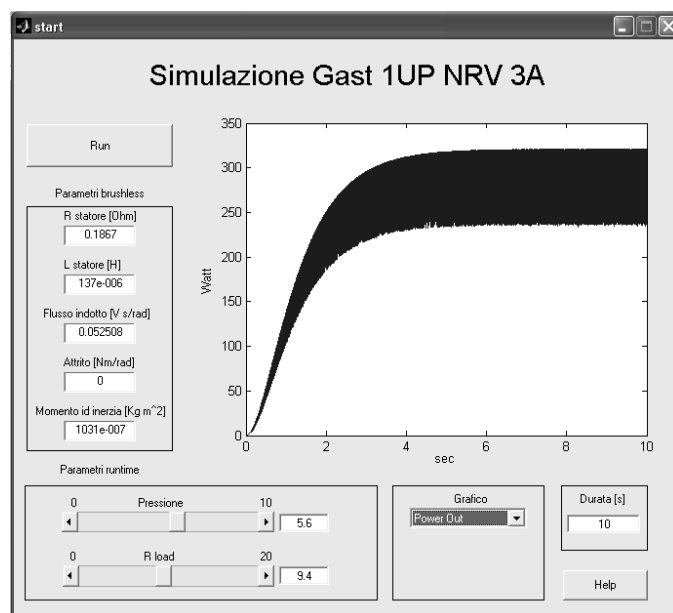 start
Simulazione Gast 1UP NRV 3A
Run
Parametri brushless
R statore [Ohm]
0.1867
L statore [H]
137e-006
Flusso indotto [V s/rad]
0.052508
Attrito [Nm/rad]
0
Momento id inerzia [Kg m^2]
1031e-007
350
300
250
200
150
100
50
0
Watt
0 2 4 6 8 10
sec
Parametri runtime
0 Pressione 10
5.6
0 R load 20
9.4
Grafico
Power Out
Durata [s]
10
Help